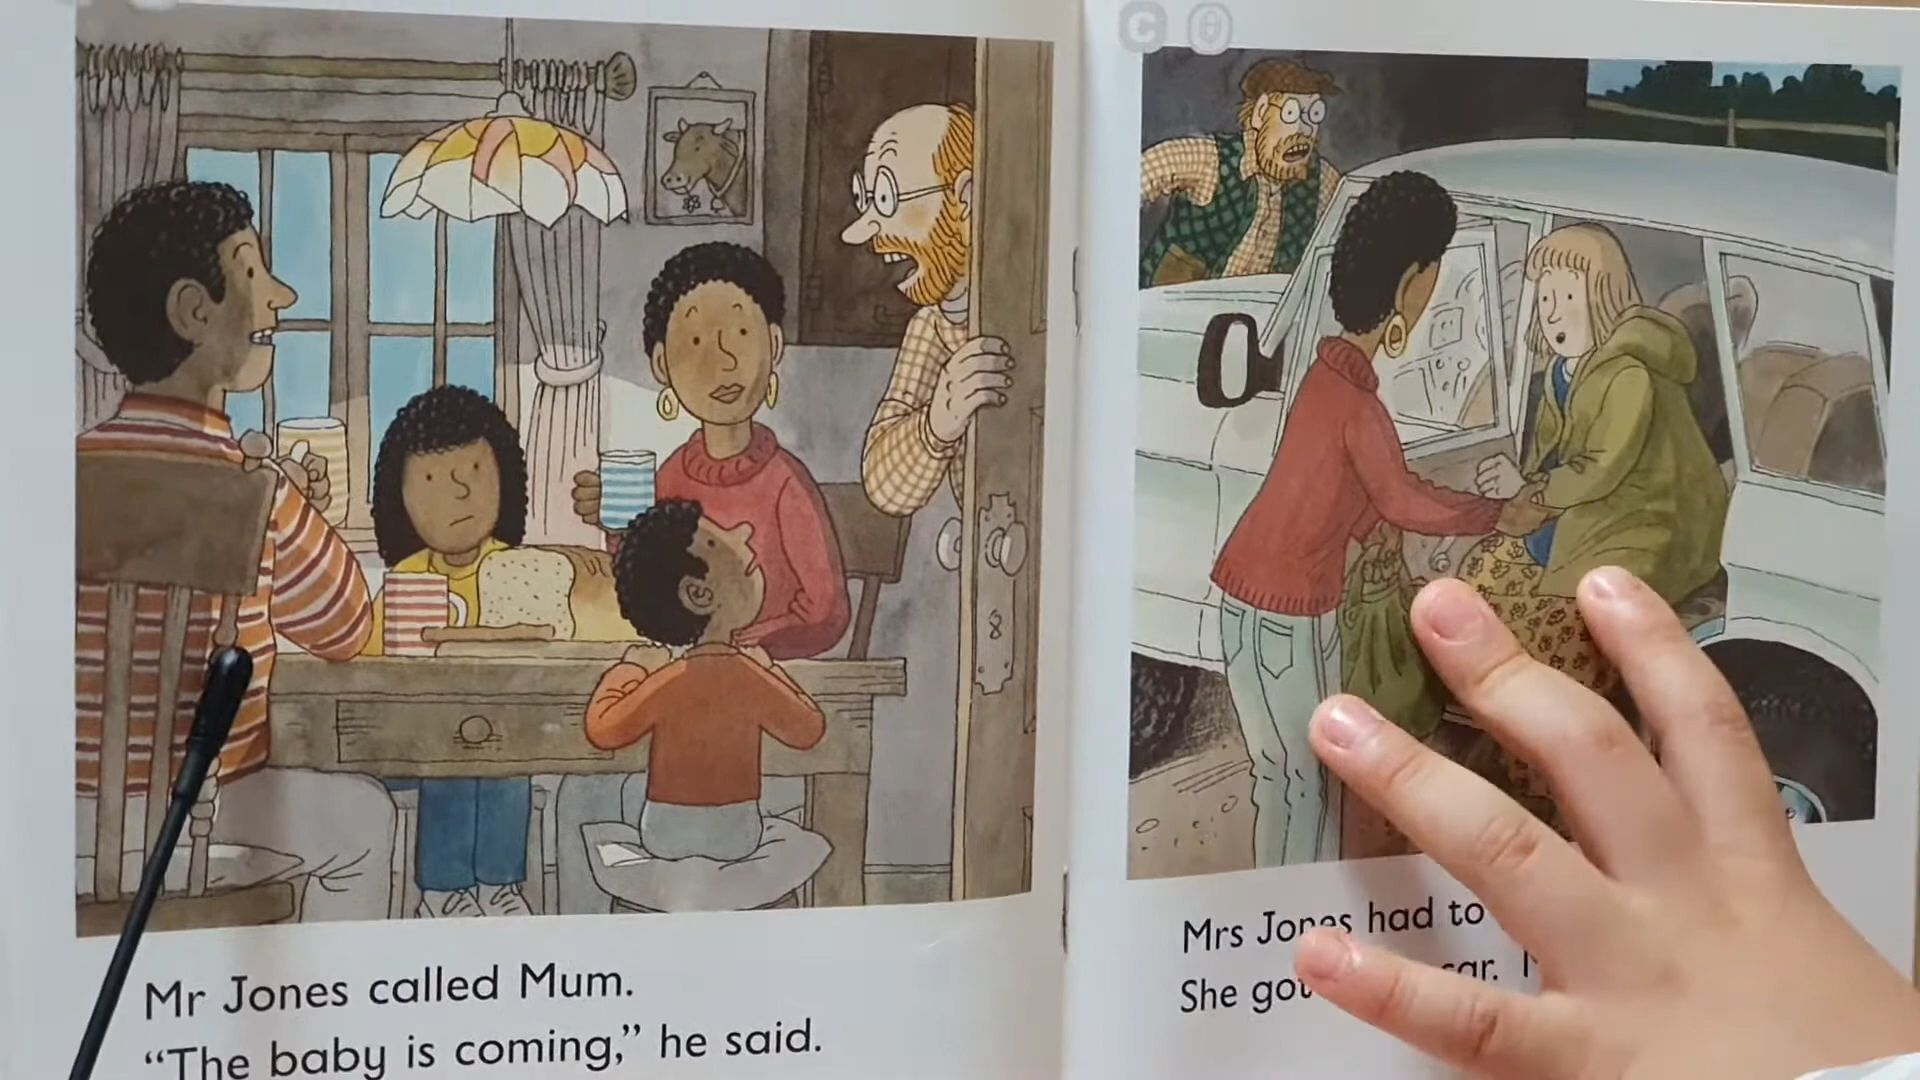 Mr Jones called Mum.
“The baby is coming,” he said.
Mrs Jones had to
She got car.